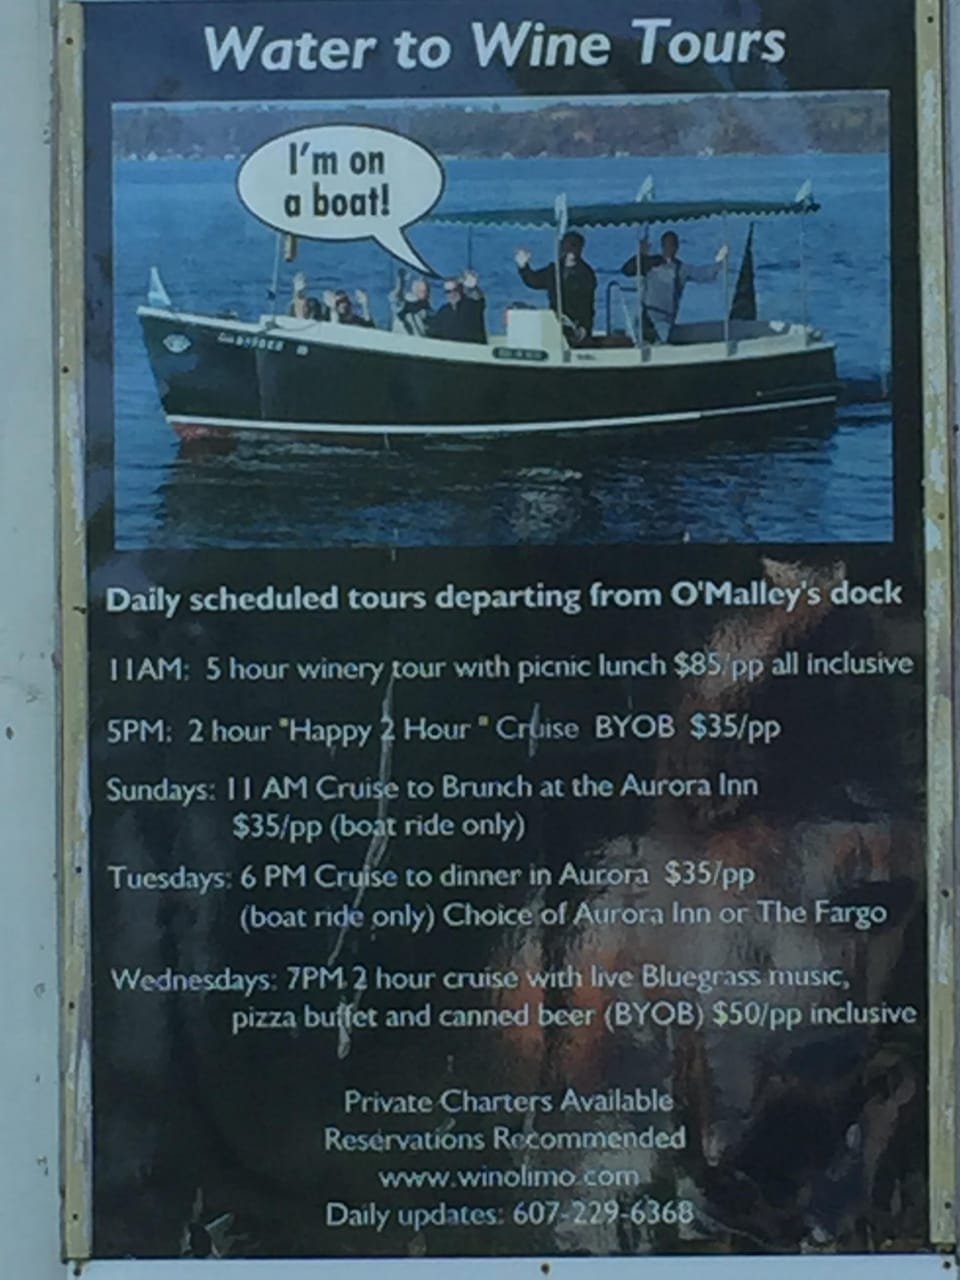 Water to Wine Tours
I'm on
a boat!
Daily scheduled tours departing from O'Malley's dock
11AM: 5 hour winery tour with picnic lunch $85/pp all inclusive
5PM: 2 hour "Happy 2 Hour " Cruise BYOB $35/pp
Sundays: 11 AM Cruise to Brunch at the Aurora Inn
$35/pp (boat ride only)
Tuesdays: 6 PM Cruise to dinner in Aurora $35/pp
(boat ride only) Choice of Aurora Inn or The Fargo
Wednesdays: 7PM 2 hour cruise with live Bluegrass music,
pizza buffet and canned beer (BYOB) $50/pp inclusive
Private Charters Available
Reservations Recommended
www.winolimo.com
Daily updates: 607-229-6368